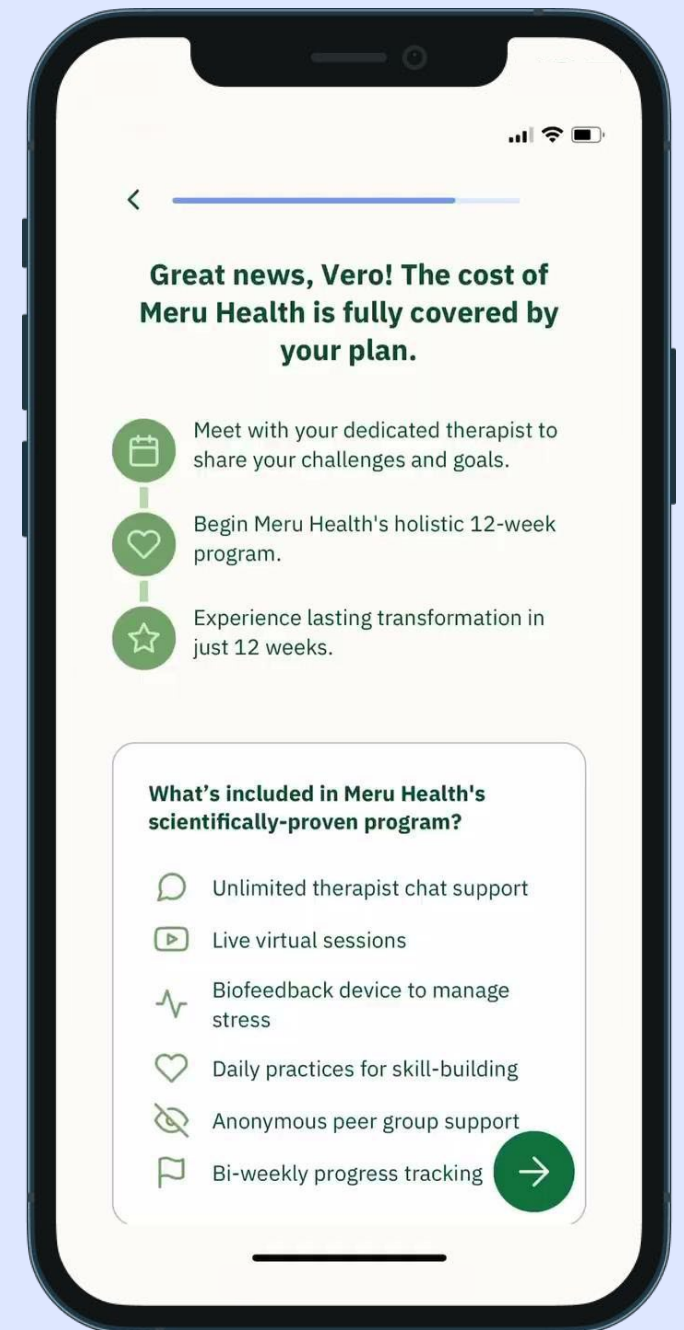 Great news, Vero! The cost of
Meru Health is fully covered by
your plan.
Meet with your dedicated therapist to
share your challenges and goals.
Begin Meru Health's holistic 12-week
program.
Experience lasting transformation in
just 12 weeks.
What’s included in Meru Health's
scientifically-proven program?
Unlimited therapist chat support
Live virtual sessions
Biofeedback device to manage
stress
Daily practices for skill-building
Anonymous peer group support
Bi-weekly progress tracking